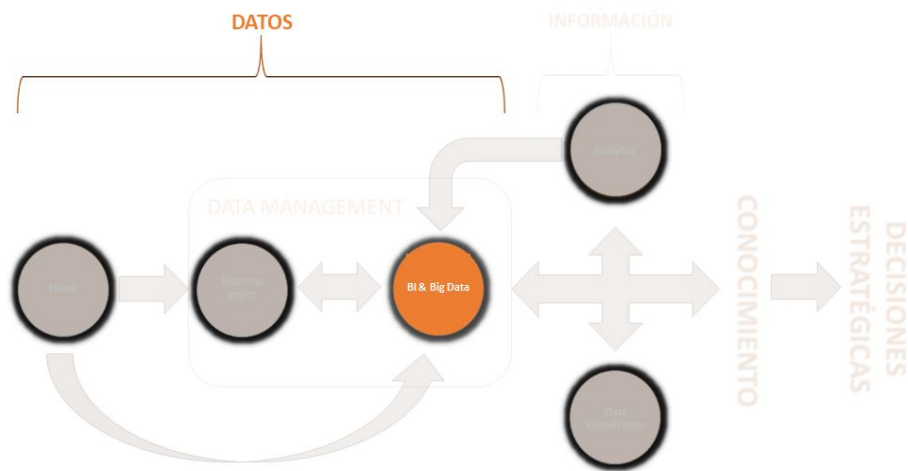 DATOS
INFORMACIÓN
Analytics
DATA MANAGEMENT
Datos
Sistemas
origen
BI & Big Data
CONOCIMIENTO
DECISIONES
ESTRATÉGICAS
Data
Visualization